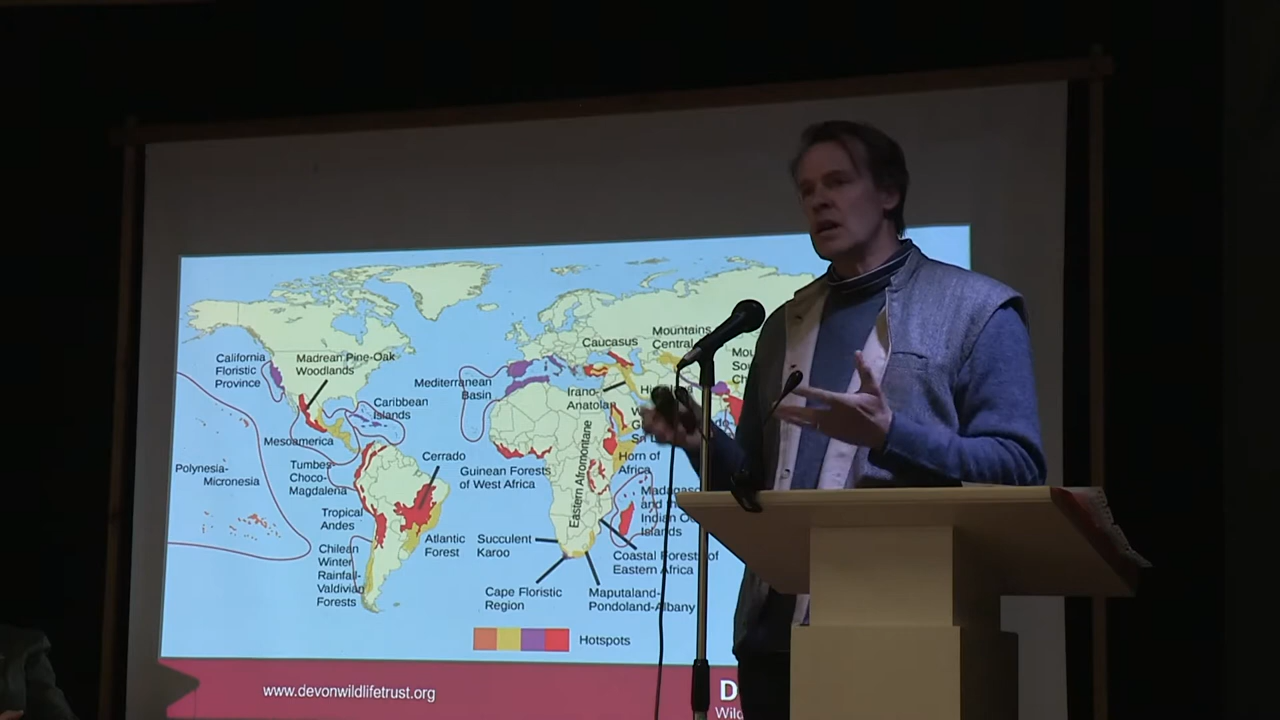 California
Floristic
Province
Madrean Pine-Oak
Woodlands
Caribbean
Islands
Mesoamerica
Polynesia-
Micronesia
Tumbes-
Choco-
Magdalena
Tropical
Andes
Chilean
Winter
Rainfall-
Valdivian
Forests
Cerrado
Atlantic
Forest
Mediterranean
Basin
Guinean Forests
of West Africa
Eastern Afromontane
Succulent
Karoo
Cape Floristic
Region
Maputaland-
Pondoland-Albany
Coastal Forests of
Eastern Africa
Horn of
Africa
Islands
Caucasus
Mountains
Central
Irano-
Hotspots
www.devonwildlifetrust.org